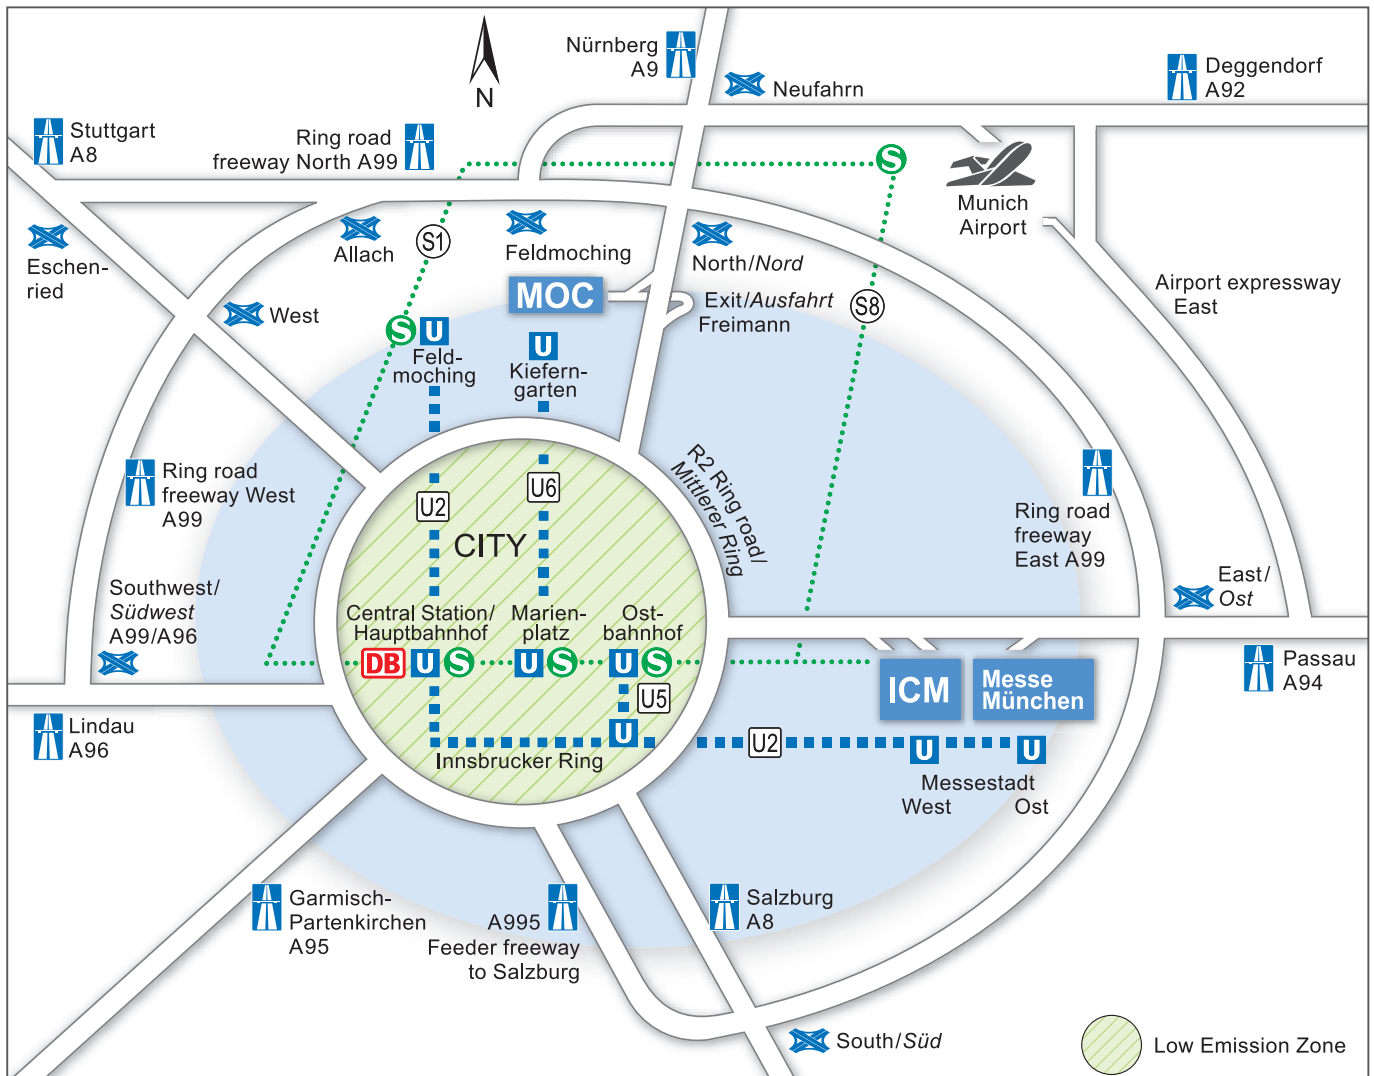 Nürnberg
A9
Neufahrn
Deggendorf
A92
N
Stuttgart
A8
Ring road
freeway North A99
S
Munich
Airport
Eschen-
ried
Allach
S1
Feldmoching
North/Nord
West
MOC
Exit/Ausfahrt
Freimann
S8
Airport expressway
East
S U
Feld-
moching
U
Kiefern-
garten
Ring road
freeway West
A99
U2
U6
CITY
R2 Ring road/
Mittlerer Ring
Ring road
freeway
East A99
Southwest/
Südwest
A99/A96
East/
Ost
Central Station/
Hauptbahnhof
Marien-
platz
Ost-
bahnhof
DB U S
U S
U S
U5
U
ICM
Messe
München
Passau
A94
Lindau
A96
Innsbrucker Ring
U2
U
U
Messestadt
West
Ost
Garmisch-
Partenkirchen
A95
A995
Feeder freeway
to Salzburg
Salzburg
A8
South/Süd
Low Emission Zone